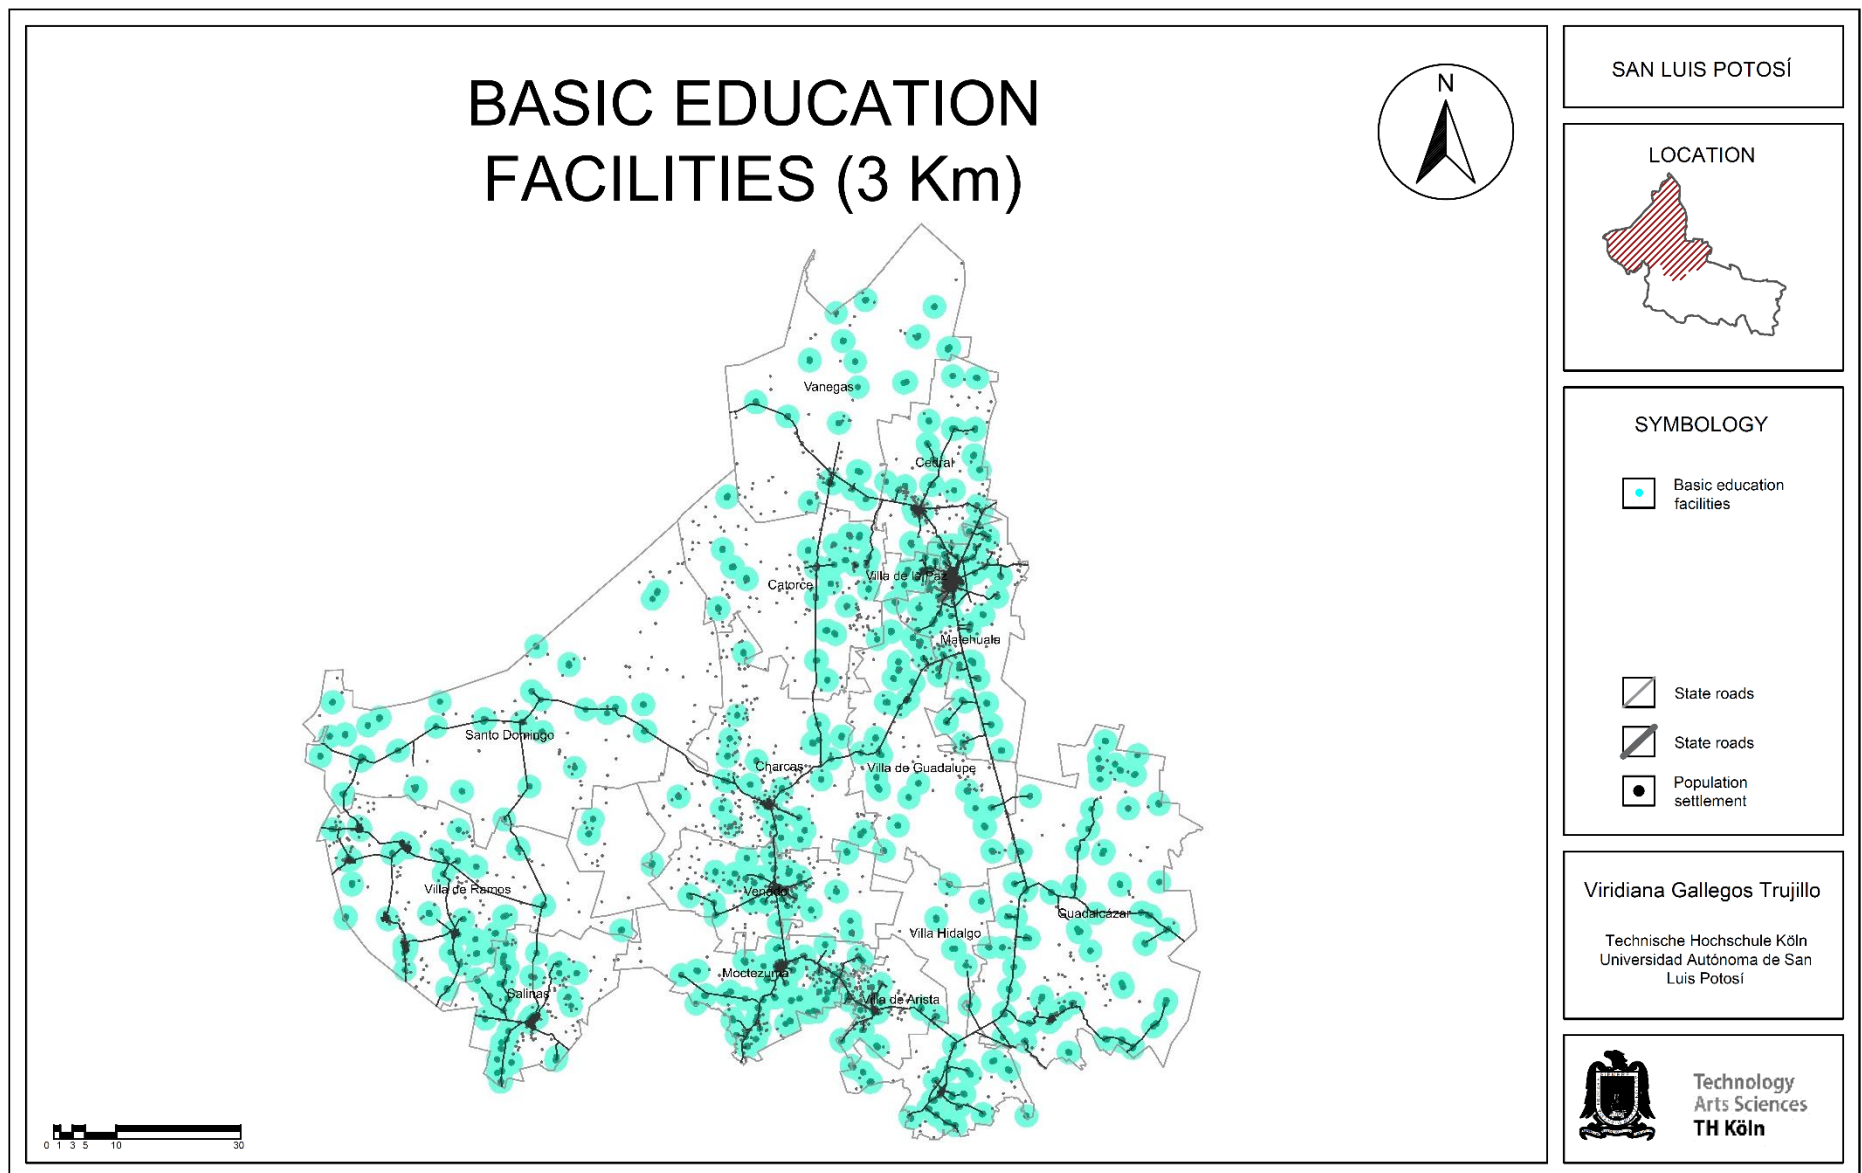 BASIC EDUCATION
FACILITIES (3 Km)
N
Vanegas
Cedral
Villa de la Paz
Catorce
Matehuala
Santo Domingo
Charcas
Villa de Guadalupe
Villa de Ramos
Venado
Guadalcázar
Villa Hidalgo
Moctezuma
Salinas
Villa de Arista
0 1 3 5 10 30
SAN LUIS POTOSÍ
LOCATION
SYMBOLOGY
Basic education
facilities
State roads
State roads
Population
settlement
Viridiana Gallegos Trujillo
Technische Hochschule Köln
Universidad Autónoma de San
Luis Potosí
Technology
Arts Sciences
TH Köln